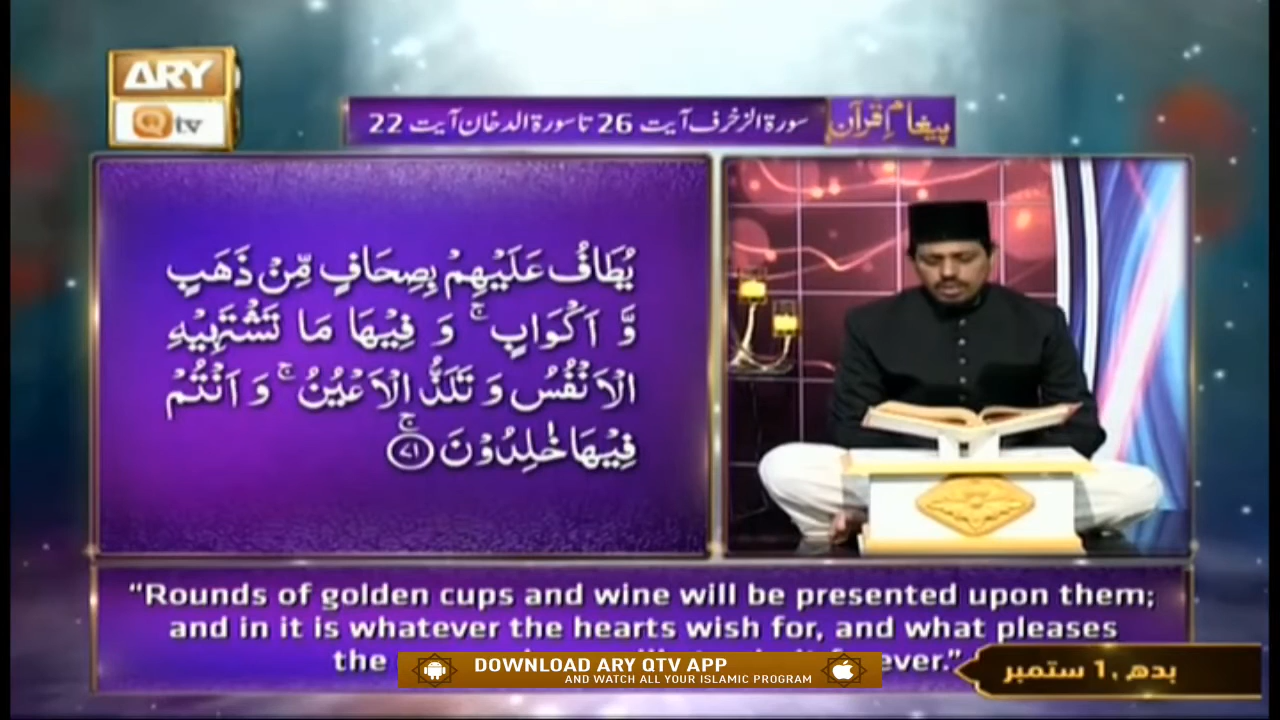 ARY
Qtv
پیغامِ قرآن
سورۃ الزخرف آیت 26 تا سورۃ الدخان آیت 22
يُطَافُ عَلَيْهِمْ بِصِحَافٍ مِّنْ ذَهَبٍ
وَّ اَكْوَابٍ ۚ وَ فِيْهَا مَا تَشْتَهِيْهِ
الْاَنْفُسُ وَ تَلَذُّ الْاَعْيُنُ ۚ وَ اَنْتُمْ
فِيْهَا خٰلِدُوْنَ ۚ ﴿۷۱﴾
“Rounds of golden cups and wine will be presented upon them;
and in it is whatever the hearts wish for, and what pleases
the ever.”
DOWNLOAD ARY QTV APP
AND WATCH ALL YOUR ISLAMIC PROGRAM
بدھ , 1 ستمبر